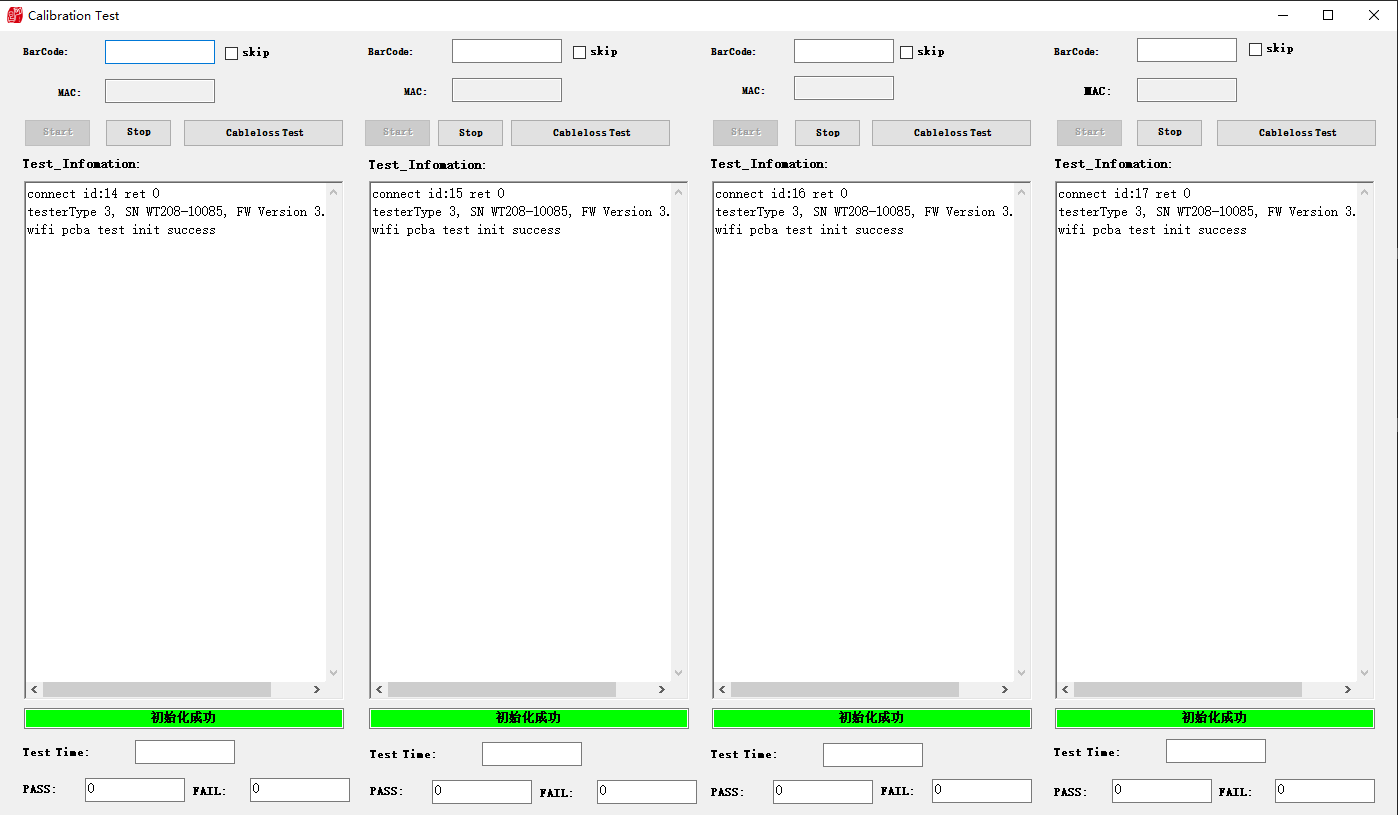 Calibration Test
BarCode: skip
MAC:
Start Stop Cableloss Test
Test_Infomation:
connect id:14 ret 0
testerType 3, SN WT208-10085, FW Version 3.
wifi pcba test init success
初始化成功
Test Time:
PASS: 0 FAIL: 0
BarCode: skip
MAC:
Start Stop Cableloss Test
Test_Infomation:
connect id:15 ret 0
testerType 3, SN WT208-10085, FW Version 3.
wifi pcba test init success
初始化成功
Test Time:
PASS: 0 FAIL: 0
BarCode: skip
MAC:
Start Stop Cableloss Test
Test_Infomation:
connect id:16 ret 0
testerType 3, SN WT208-10085, FW Version 3.
wifi pcba test init success
初始化成功
Test Time:
PASS: 0 FAIL: 0
BarCode: skip
MAC:
Start Stop Cableloss Test
Test_Infomation:
connect id:17 ret 0
testerType 3, SN WT208-10085, FW Version 3.
wifi pcba test init success
初始化成功
Test Time:
PASS: 0 FAIL: 0